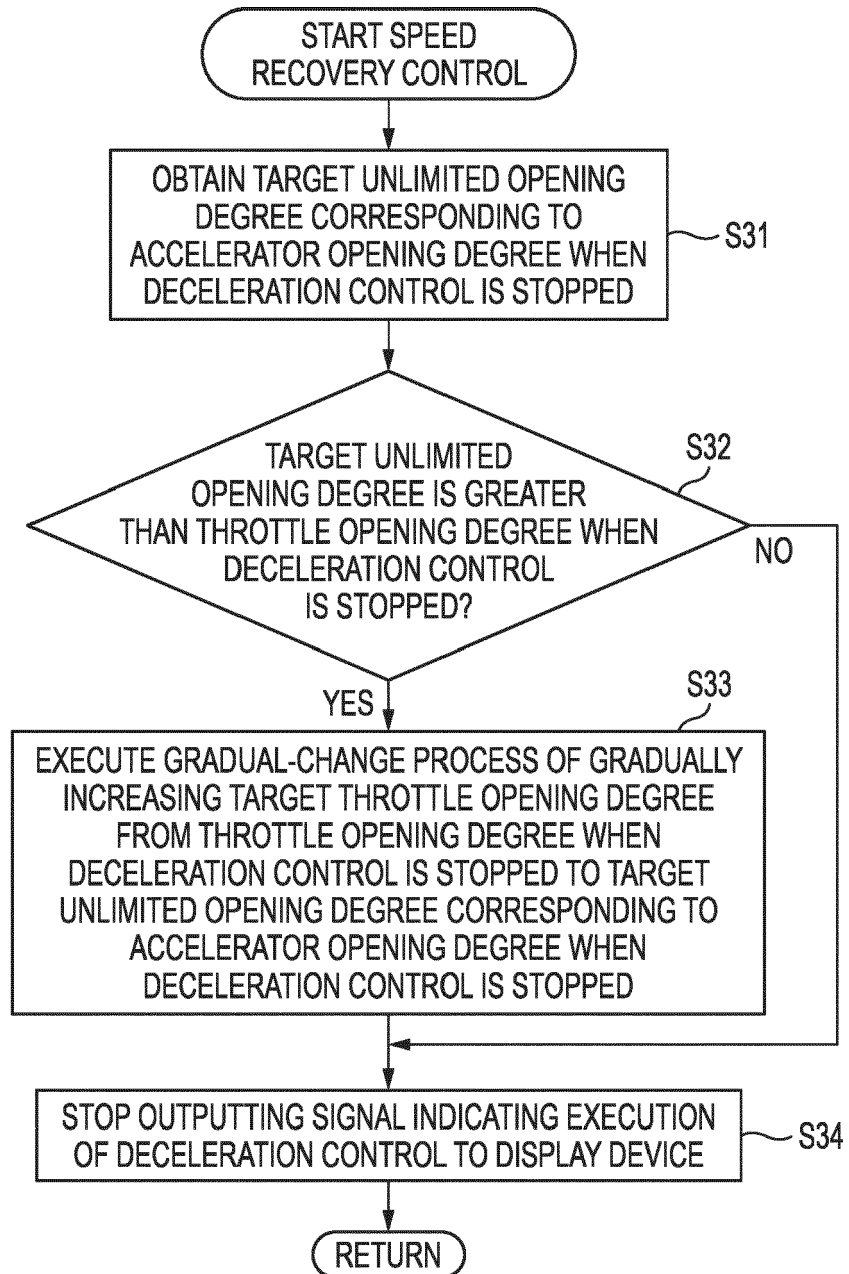 START SPEED
RECOVERY CONTROL
OBTAIN TARGET UNLIMITED OPENING
DEGREE CORRESPONDING TO
ACCELERATOR OPENING DEGREE WHEN
DECELERATION CONTROL IS STOPPED
S31
TARGET UNLIMITED
OPENING DEGREE IS GREATER
THAN THROTTLE OPENING DEGREE WHEN
DECELERATION CONTROL
IS STOPPED?
S32
NO
YES
S33
EXECUTE GRADUAL-CHANGE PROCESS OF GRADUALLY
INCREASING TARGET THROTTLE OPENING DEGREE
FROM THROTTLE OPENING DEGREE WHEN
DECELERATION CONTROL IS STOPPED TO TARGET
UNLIMITED OPENING DEGREE CORRESPONDING TO
ACCELERATOR OPENING DEGREE WHEN
DECELERATION CONTROL IS STOPPED
STOP OUTPUTTING SIGNAL INDICATING EXECUTION
OF DECELERATION CONTROL TO DISPLAY DEVICE
S34
RETURN